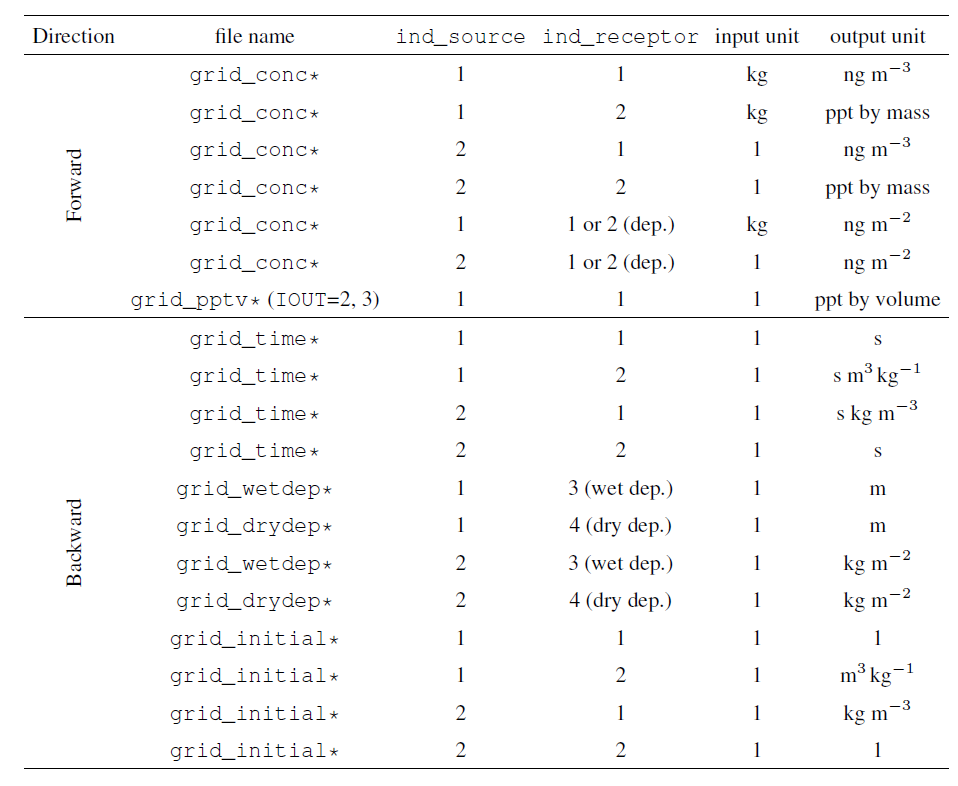 Direction file name ind_source ind_receptor input unit output unit
Forward
grid_conc* 1 1 kg ng m⁻³
grid_conc* 1 2 kg ppt by mass
grid_conc* 2 1 1 ng m⁻³
grid_conc* 2 2 1 ppt by mass
grid_conc* 1 1 or 2 (dep.) kg ng m⁻²
grid_conc* 2 1 or 2 (dep.) 1 ng m⁻²
grid_pptv* (IOUT=2, 3) 1 1 1 ppt by volume
Backward
grid_time* 1 1 1 s
grid_time* 1 2 1 s m³ kg⁻¹
grid_time* 2 1 1 s kg m⁻³
grid_time* 2 2 1 s
grid_wetdep* 1 3 (wet dep.) 1 m
grid_drydep* 1 4 (dry dep.) 1 m
grid_wetdep* 2 3 (wet dep.) 1 kg m⁻²
grid_drydep* 2 4 (dry dep.) 1 kg m⁻²
grid_initial* 1 1 1 1
grid_initial* 1 2 1 m³ kg⁻¹
grid_initial* 2 1 1 kg m⁻³
grid_initial* 2 2 1 1